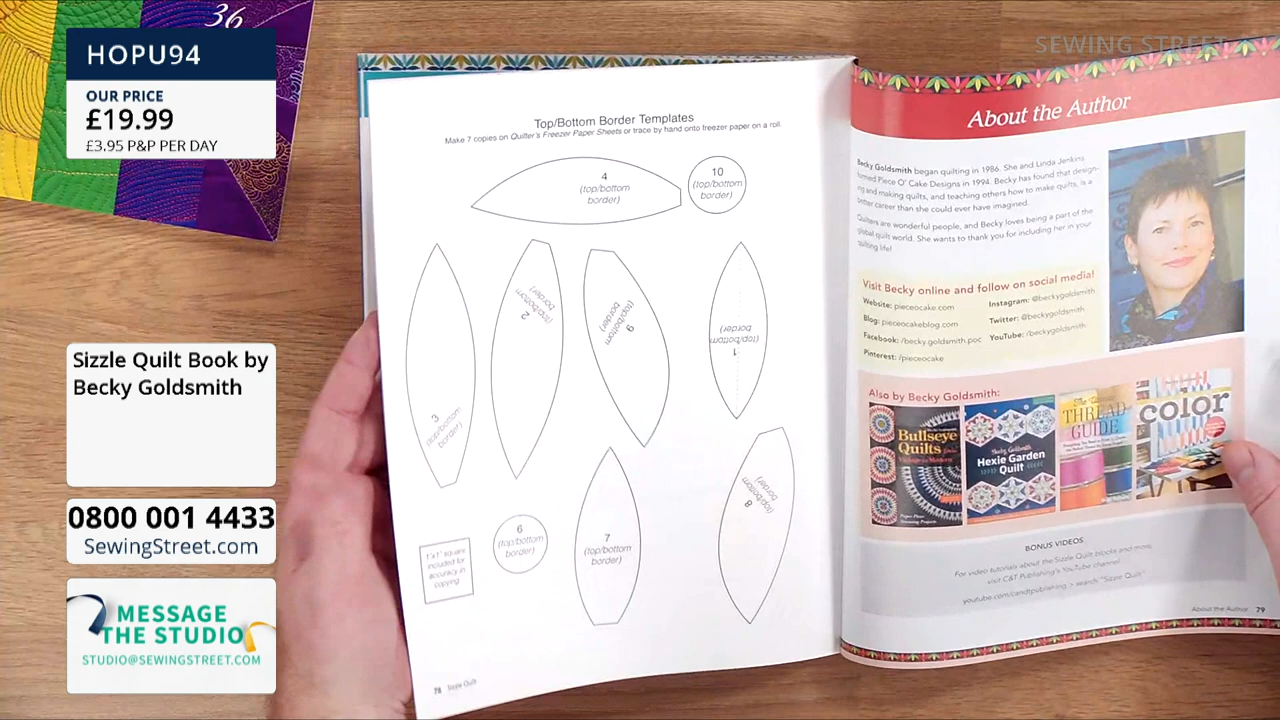 36
HOPU94
OUR PRICE
£19.99
£3.95 P&P PER DAY
Sizzle Quilt Book by
Becky Goldsmith
0800 001 4433
SewingStreet.com
MESSAGE
THE STUDIO
STUDIO@SEWINGSTREET.COM
SEWING STREET
Top/Bottom Border Templates
Make 7 copies on Quilter's Freezer Paper Sheets or trace by hand onto freezer paper on a roll.
4
(top/bottom
border)
10
(top/bottom
border)
2
(top/bottom
border)
9
(top/bottom
border)
1
(top/bottom
border)
3
(top/bottom
border)
8
(top/bottom
border)
6
(top/bottom
border)
7
(top/bottom
border)
1" x 1" square
included for
accuracy in
copying
78 Sizzle Quilt
About the Author
Becky Goldsmith began quilting in 1986. She and Linda Jenkins
formed Piece O' Cake Designs in 1994. Becky has found that design-
ing and making quilts, and teaching others how to make quilts, is a
better career than she could ever have imagined.
Quilters are wonderful people, and Becky loves being a part of the
global quilt world. She wants to thank you for including her in your
quilting life!
Visit Becky online and follow on social media!
Website: pieceocake.com
Blog: pieceocakeblog.com
Facebook: /becky.goldsmith.poc
Pinterest: /pieceocake
Instagram: @beckygoldsmith
Twitter: @beckygoldsmith
YouTube: /beckygoldsmith
Also by Becky Goldsmith:
Bullseye
Quilts
Paper Piece
Stunning Projects
Becky Goldsmith
Hexie Garden
Quilt
THREAD
GUIDE
color
BONUS VIDEOS
For video tutorials about the Sizzle Quilt blocks and more,
visit C&T Publishing's YouTube channel:
youtube.com/candtpublishing > search "Sizzle Quilt"
About the Author 79